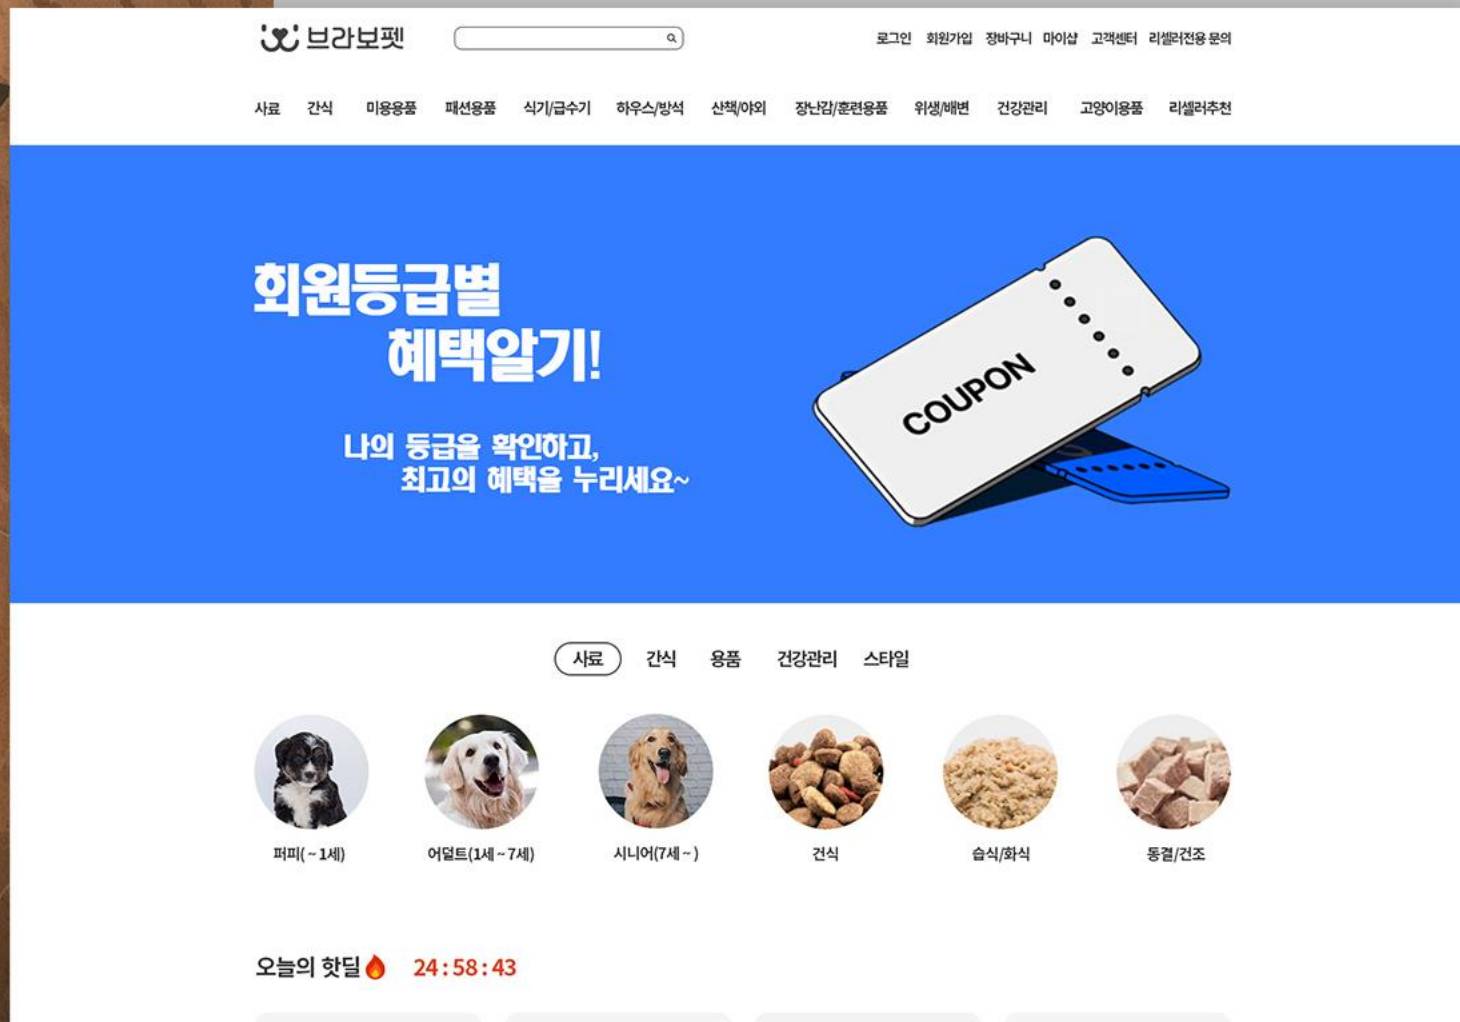 브라보펫
로그인 회원가입 장바구니 마이샵 고객센터 리셀러전용 문의
사료 간식 미용용품 패션용품 식기/급수기 하우스/방석 산책/야외 장난감/훈련용품 위생/배변 건강관리 고양이용품 리셀러추천
회원등급별
혜택알기!
나의 등급을 확인하고,
최고의 혜택을 누리세요~
COUPON
사료 간식 용품 건강관리 스타일
퍼피( ~ 1세) 어덜트(1세 ~ 7세) 시니어(7세 ~ ) 건식 습식/화식 동결/건조
오늘의 핫딜 24 : 58 : 43